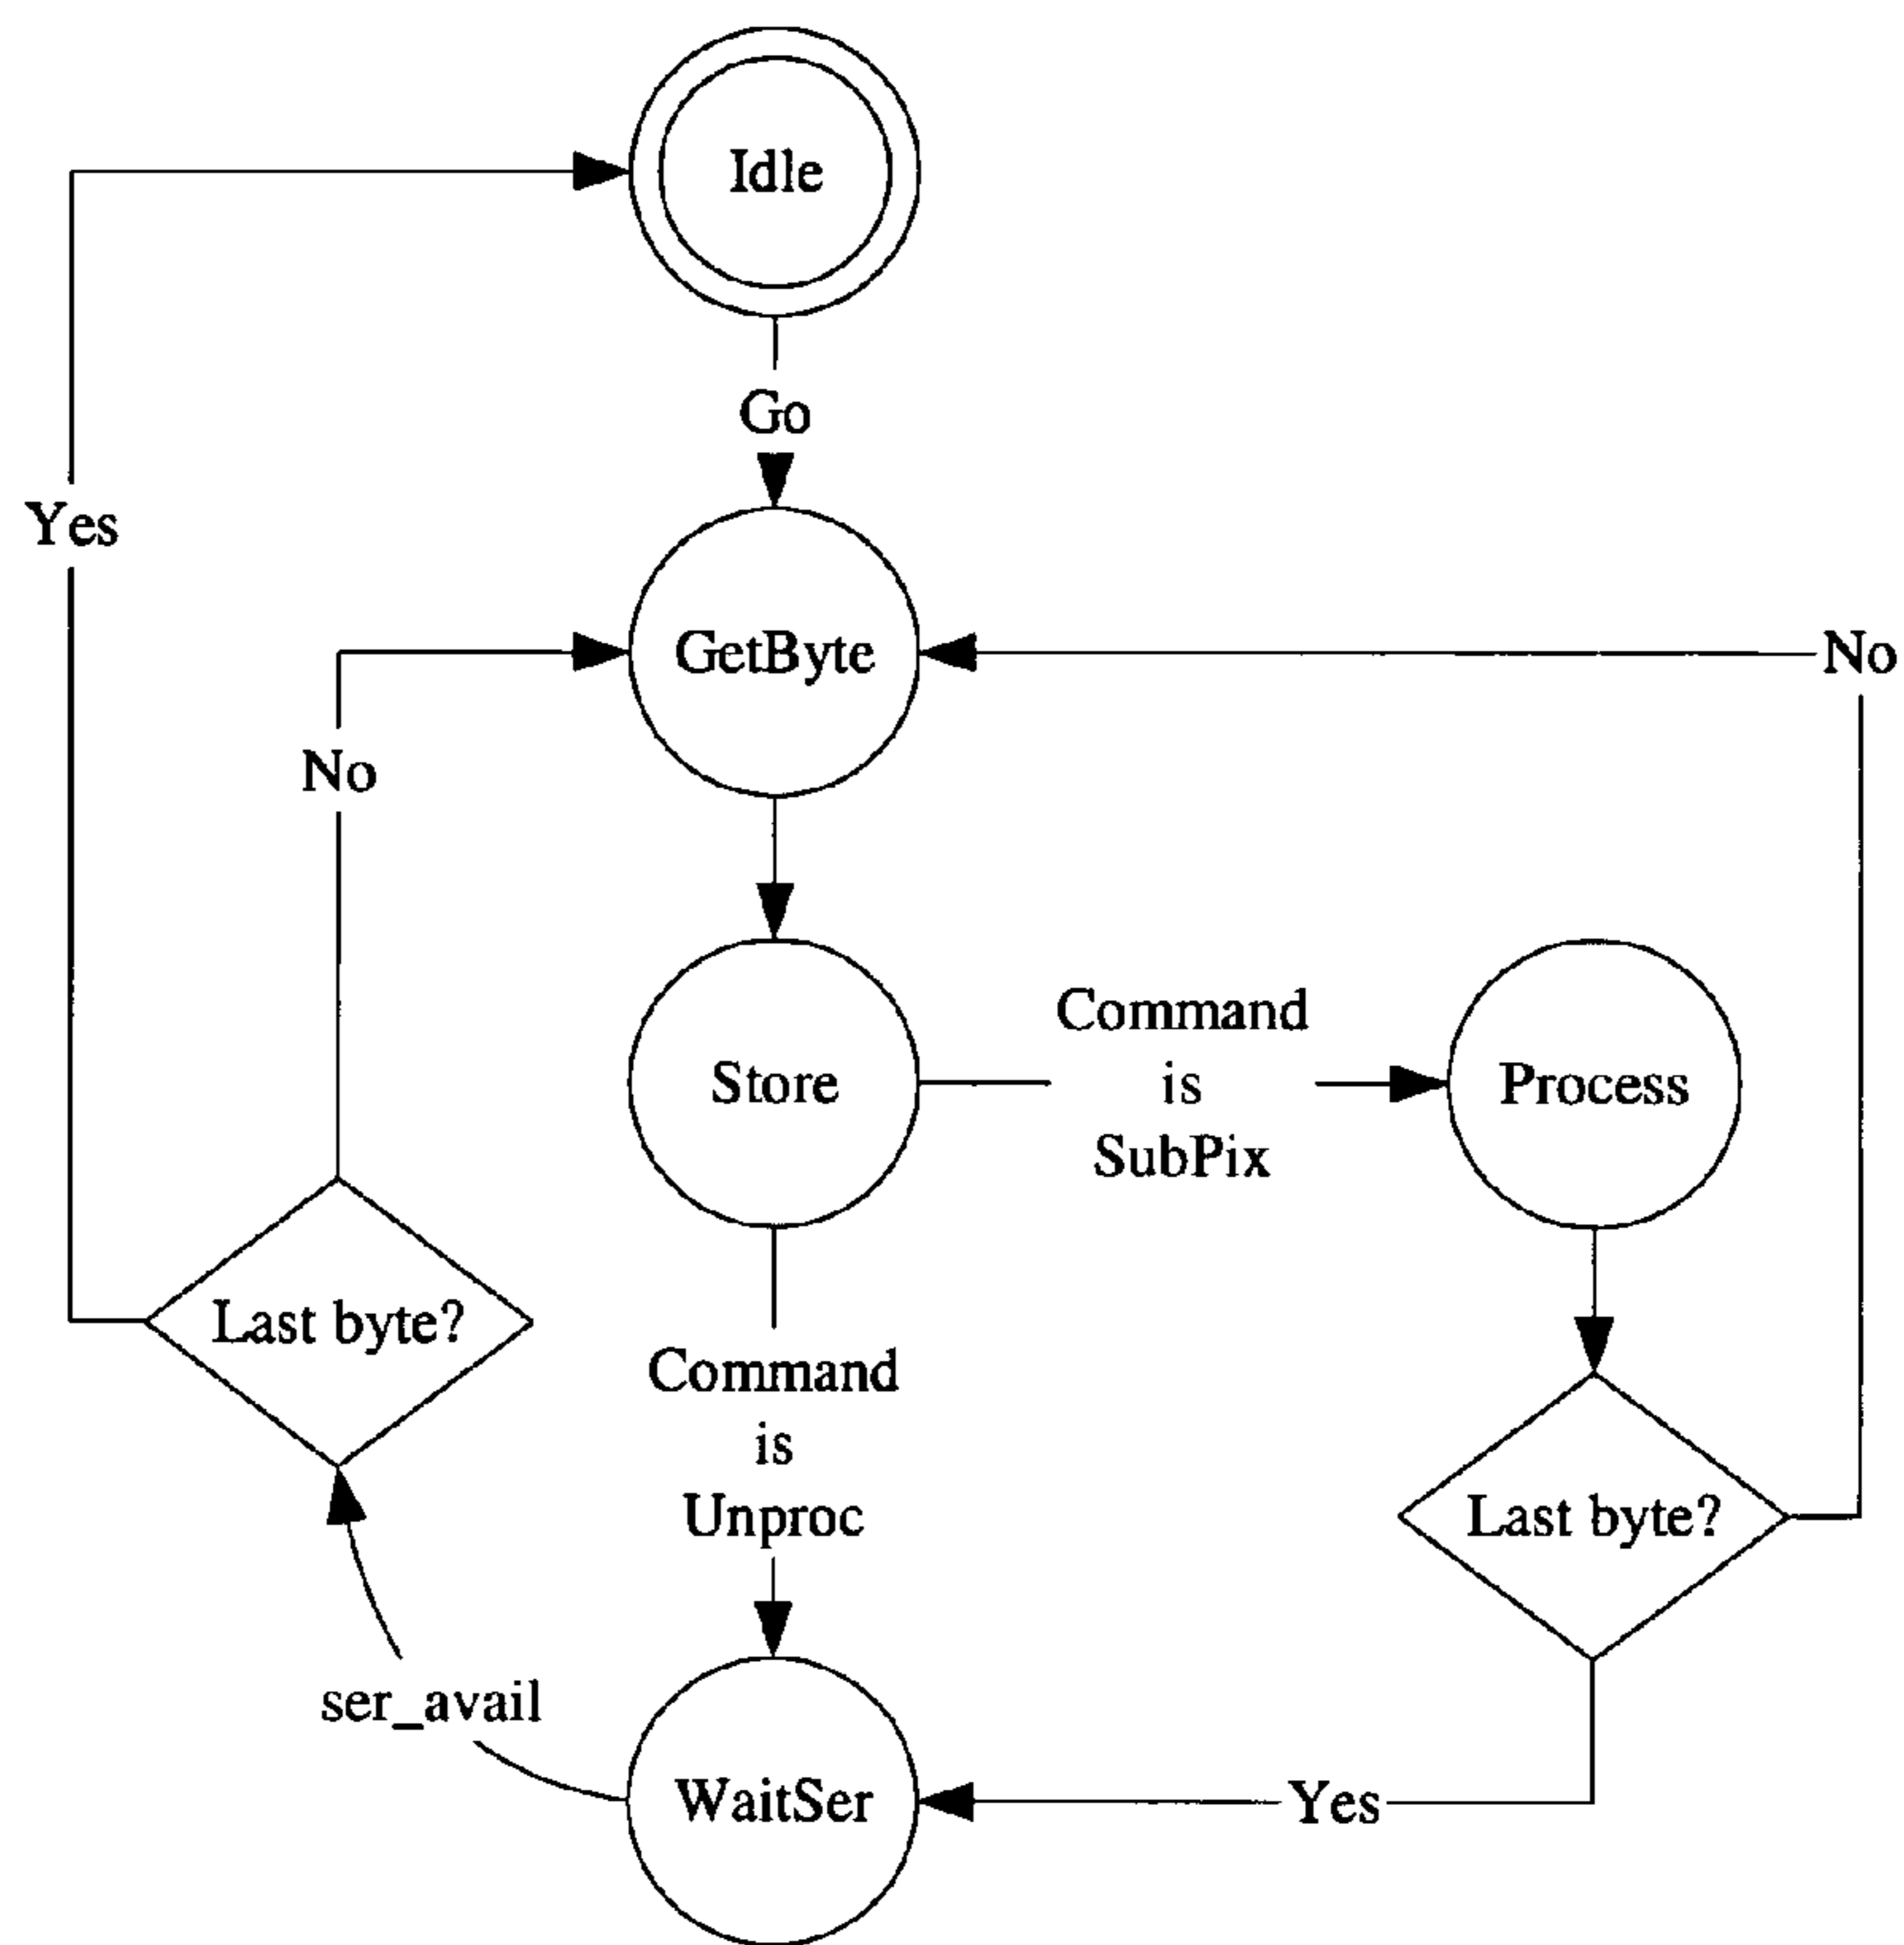 Idle
Go
Yes
GetByte
No
No
Store
Command
is
SubPix
Process
Last byte?
Command
is
Unproc
Last byte?
ser_avail
WaitSer
Yes